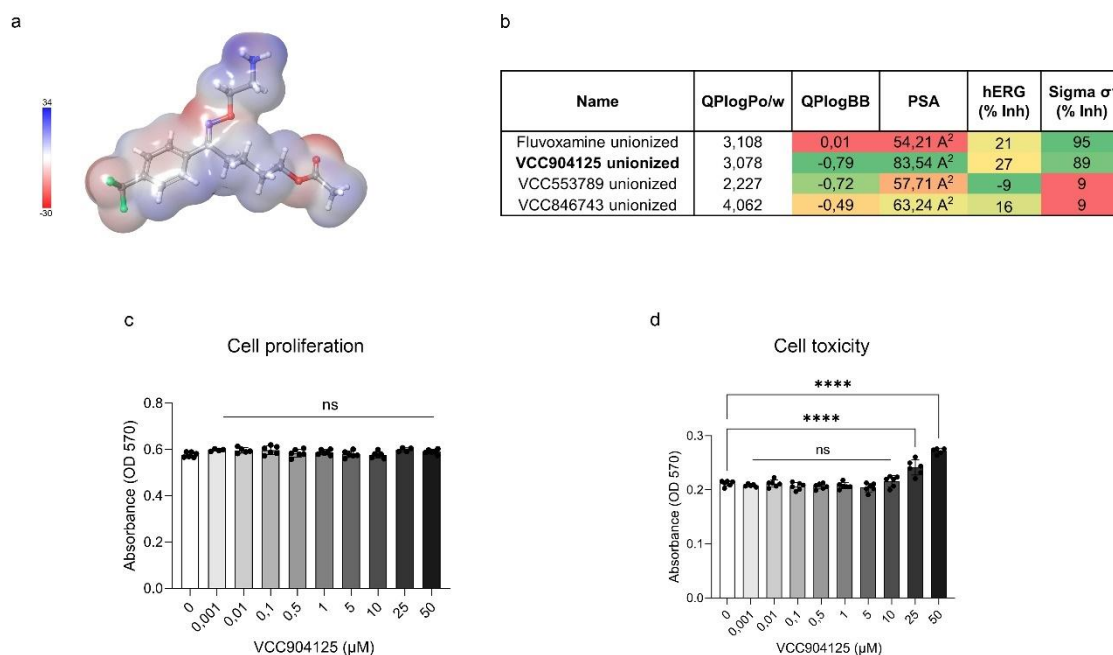 a
34
-30
b
Name QPlogPo/w QPlogBB PSA hERG (% Inh) Sigma σ1 (% Inh)
Fluvoxamine unionized 3,108 0,01 54,21 A² 21 95
VCC904125 unionized 3,078 -0,79 83,54 A² 27 89
VCC553789 unionized 2,227 -0,72 57,71 A² -9 9
VCC846743 unionized 4,062 -0,49 63,24 A² 16 9
c
Cell proliferation
ns
Absorbance (OD 570)
0.8
0.6
0.4
0.2
0.0
0 0,001 0,01 0,1 0,5 1 5 10 25 50
VCC904125 (µM)
d
Cell toxicity
****
****
ns
Absorbance (OD 570)
0.3
0.2
0.1
0.0
0 0,001 0,01 0,1 0,5 1 5 10 25 50
VCC904125 (µM)